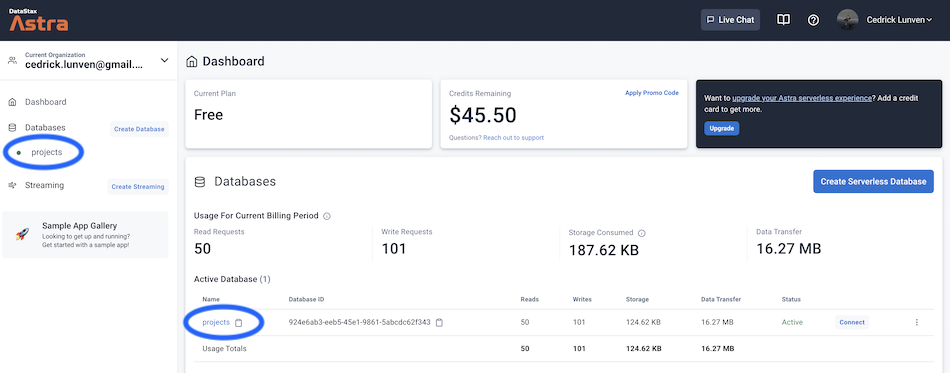 DataStax
Astra
Live Chat
Cedrick Lunven
Current Organization
cedrick.lunven@gmail....
Dashboard
Databases
Create Database
projects
Streaming
Create Streaming
Sample App Gallery
Looking to get up and running?
Get started with a sample app!
Dashboard
Current Plan
Free
Credits Remaining
Apply Promo Code
$45.50
Questions? Reach out to support
Want to upgrade your Astra serverless experience? Add a credit
card to get more.
Upgrade
Databases
Create Serverless Database
Usage For Current Billing Period
Read Requests
50
Write Requests
101
Storage Consumed
187.62 KB
Data Transfer
16.27 MB
Active Database (1)
Name Database ID Reads Writes Storage Data Transfer Status
projects 924e6ab3-eeb5-45e1-9861-5abcdc62f343 50 101 124.62 KB 16.27 MB Active Connect
Usage Totals 50 101 124.62 KB 16.27 MB